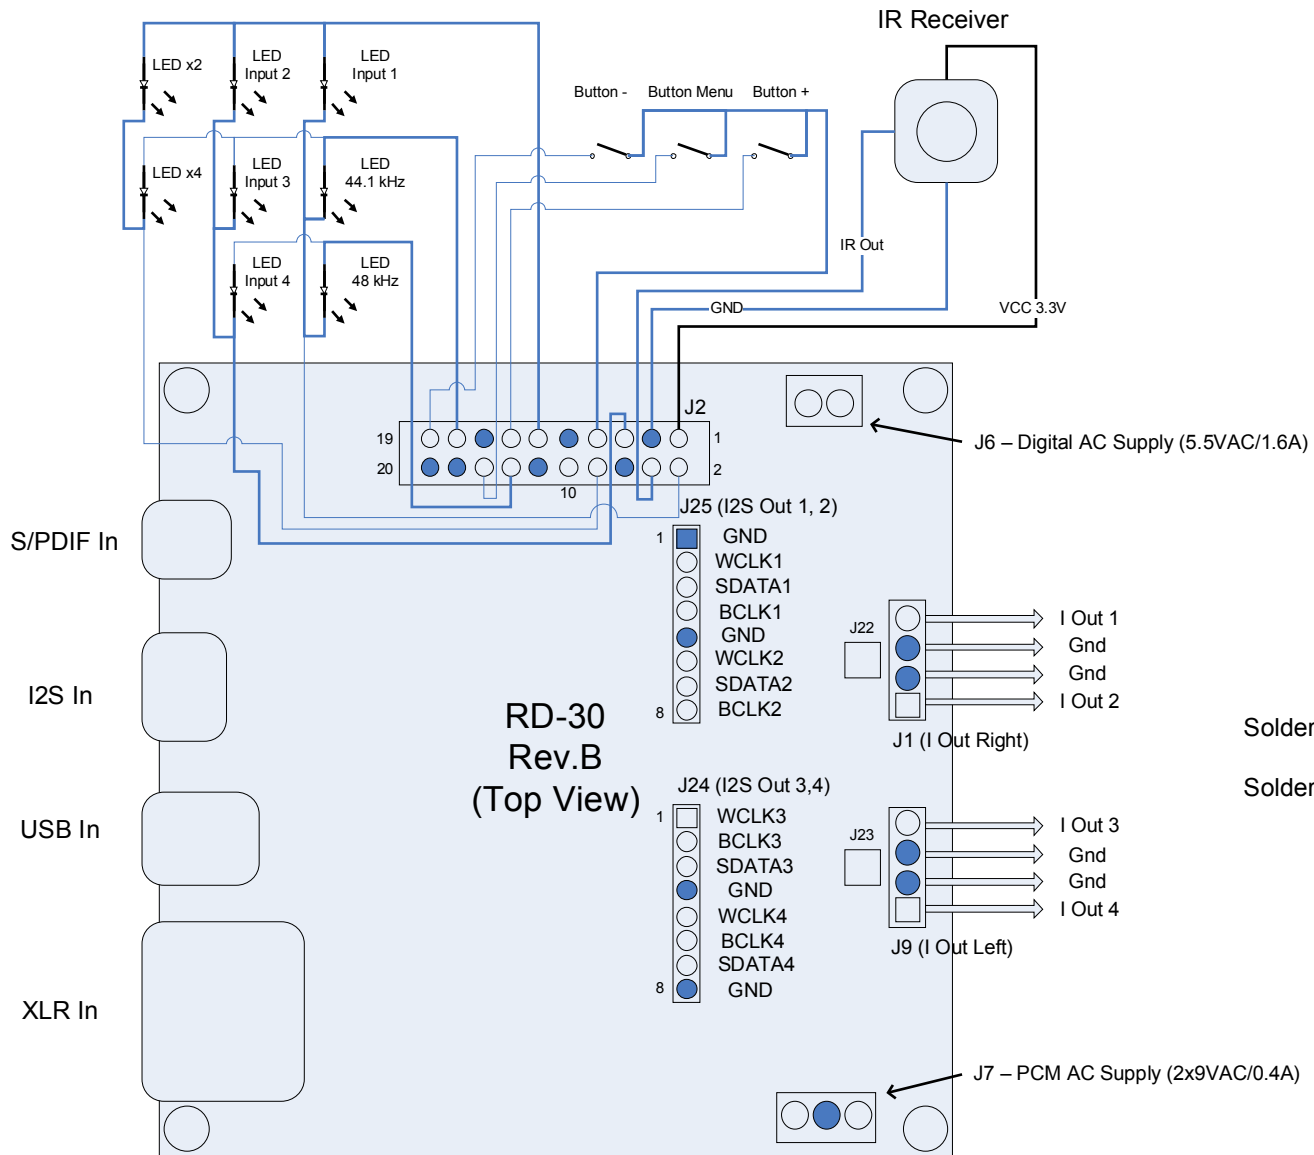 IR Receiver
LED x2
LED
Input 2
LED
Input 1
Button -
Button Menu
Button +
LED x4
LED
Input 3
LED
44.1 kHz
IR Out
LED
Input 4
LED
48 kHz
GND
VCC 3.3V
J2
19
1
20
2
10
J6 – Digital AC Supply (5.5VAC/1.6A)
J25 (I2S Out 1, 2)
1
GND
WCLK1
SDATA1
BCLK1
GND
WCLK2
SDATA2
8
BCLK2
S/PDIF In
I2S In
USB In
XLR In
RD-30
Rev.B
(Top View)
J22
I Out 1
Gnd
Gnd
I Out 2
J1 (I Out Right)
Solder
Solder
J24 (I2S Out 3,4)
1
WCLK3
BCLK3
SDATA3
GND
WCLK4
BCLK4
SDATA4
8
GND
J23
I Out 3
Gnd
Gnd
I Out 4
J9 (I Out Left)
J7 – PCM AC Supply (2x9VAC/0.4A)